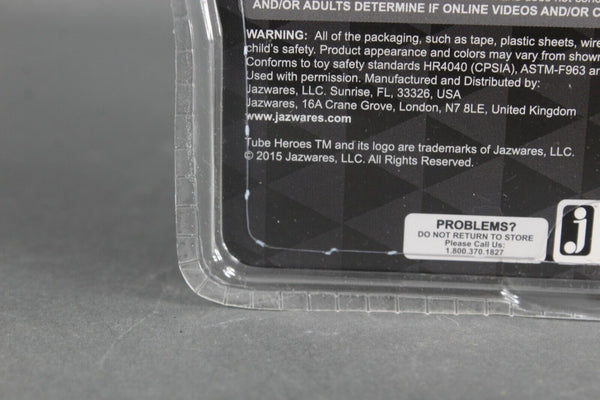 AND/OR ADULTS DETERMINE IF ONLINE VIDEOS AND/OR
WARNING: All of the packaging, such as tape, plastic sheets,
child's safety. Product appearance and colors may vary from
Conforms to toy safety standards HR4040 (CPSIA), ASTM-F963
Used with permission. Manufactured and Distributed by:
Jazwares, LLC. Sunrise, FL, 33326, USA
Jazwares, 16A Crane Grove, London, N7 8LE, United Kingdom
www.jazwares.com
Tube Heroes TM and its logo are trademarks of Jazwares, LLC.
© 2015 Jazwares, LLC. All Rights Reserved.
PROBLEMS?
DO NOT RETURN TO STORE
Please Call Us:
1.800.370.1827
j